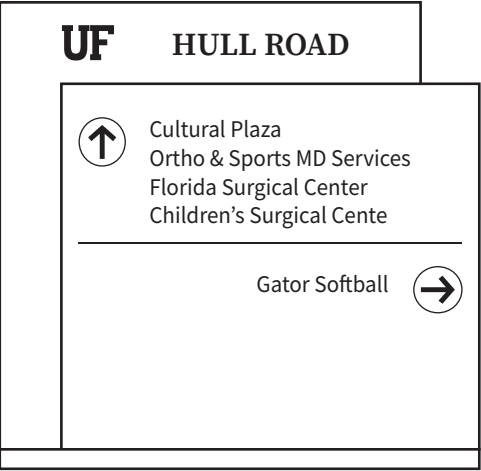 UF HULL ROAD
Cultural Plaza
Ortho & Sports MD Services
Florida Surgical Center
Children’s Surgical Cente
Gator Softball